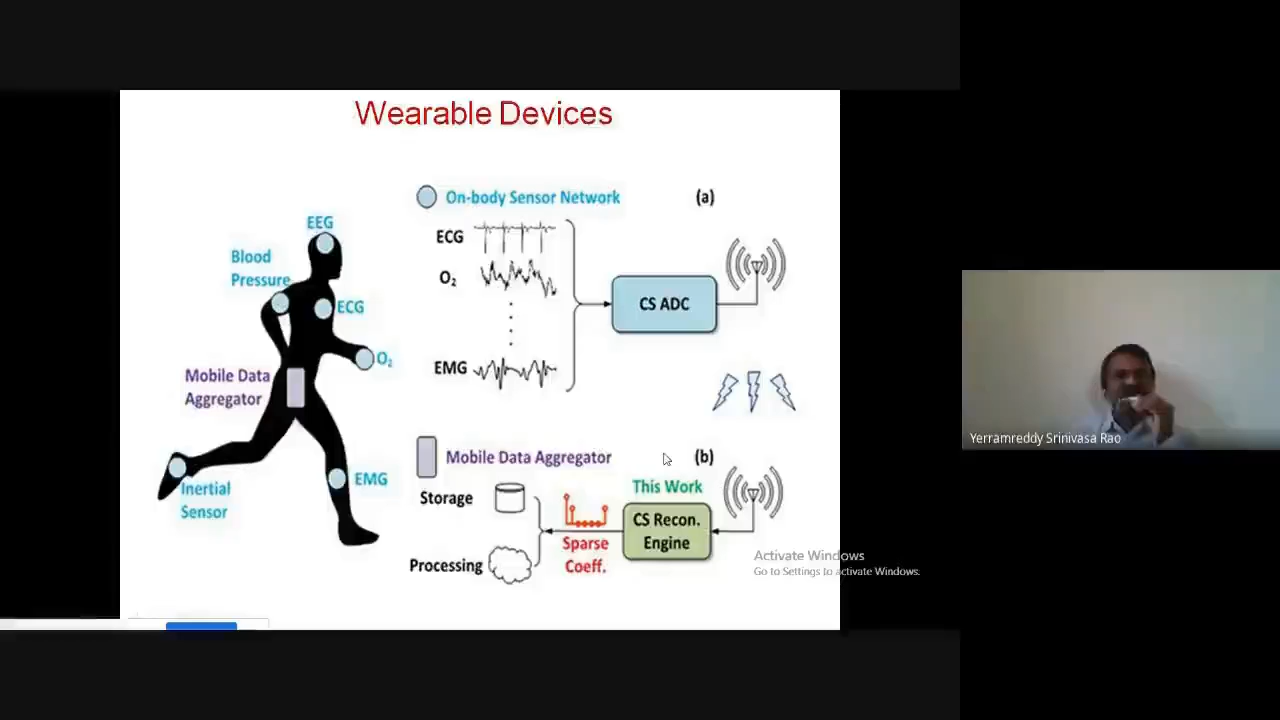 Wearable Devices
EEG
Blood
Pressure
ECG
O₂
Mobile Data
Aggregator
Inertial
Sensor
EMG
On-body Sensor Network
(a)
ECG
O₂
EMG
CS ADC
Mobile Data Aggregator
(b)
Storage
Processing
Sparse
Coeff.
This Work
CS Recon.
Engine
Activate Windows
Go to Settings to activate Windows.
Yerramreddy Srinivasa Rao